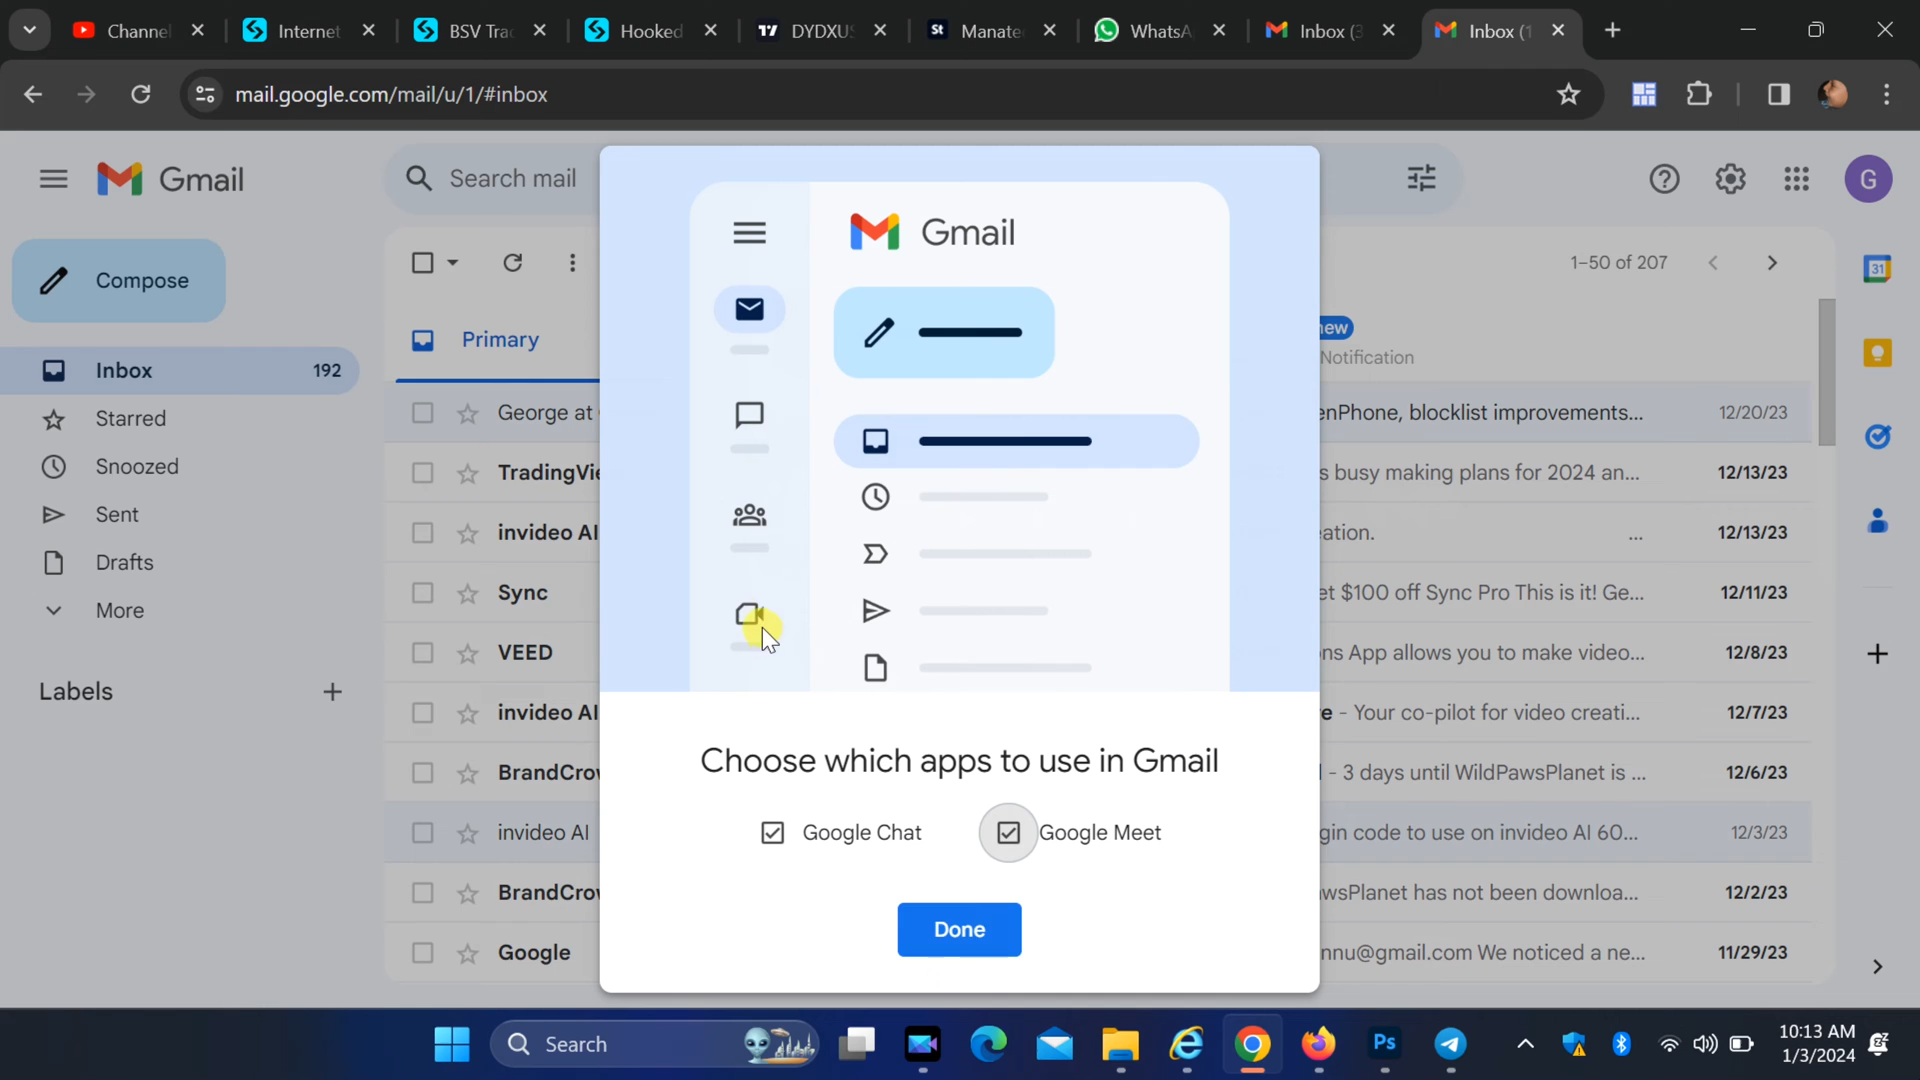 Channel
Internet
BSV Tra
Hooked
DYDXUS
Manate
WhatsA
Inbox (3
Inbox (1
mail.google.com/mail/u/1/#inbox
Gmail
Search mail
G
Compose
Inbox 192
Starred
Snoozed
Sent
Drafts
More
Labels
1–50 of 207
Primary
new
Notification
George at enPhone, blocklist improvements... 12/20/23
TradingVie s busy making plans for 2024 an... 12/13/23
invideo AI eation. ... 12/13/23
Sync et $100 off Sync Pro This is it! Ge... 12/11/23
VEED ns App allows you to make video... 12/8/23
invideo AI e - Your co-pilot for video creati... 12/7/23
BrandCrow - 3 days until WildPawsPlanet is ... 12/6/23
invideo AI gin code to use on invideo AI 60... 12/3/23
BrandCrow wsPlanet has not been downloa... 12/2/23
Google nnu@gmail.com We noticed a ne... 11/29/23
31
Gmail
Choose which apps to use in Gmail
Google Chat
Google Meet
Done
Search
Ps
10:13 AM
1/3/2024